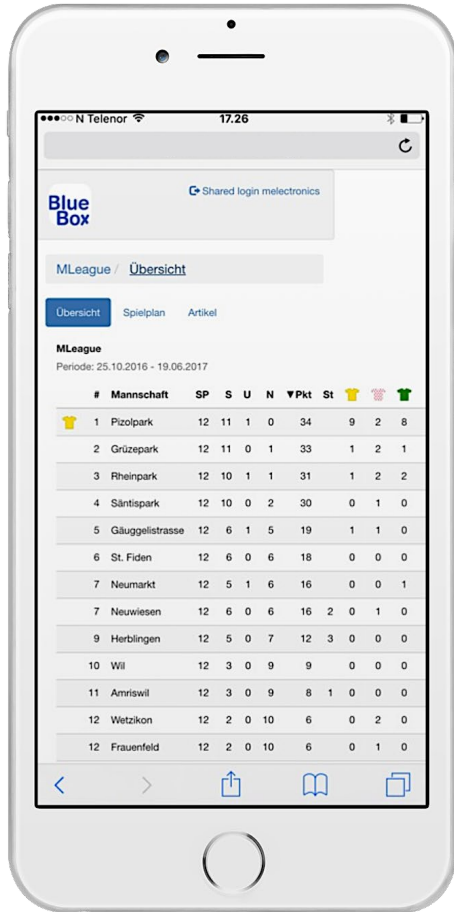 N Telenor 17.26
Blue
Box
Shared login melectronics
MLeague / Übersicht
Übersicht Spielplan Artikel
MLeague
Periode: 25.10.2016 - 19.06.2017
# Mannschaft SP S U N ▼Pkt St
1 Pizolpark 12 11 1 0 34 9 2 8
2 Grüzepark 12 11 0 1 33 1 2 1
3 Rheinpark 12 10 1 1 31 1 2 2
4 Säntispark 12 10 0 2 30 0 1 0
5 Gäuggelistrasse 12 6 1 5 19 1 1 0
6 St. Fiden 12 6 0 6 18 0 0 0
7 Neumarkt 12 5 1 6 16 0 0 1
7 Neuwiesen 12 6 0 6 16 2 0 1 0
9 Herblingen 12 5 0 7 12 3 0 0 0
10 Wil 12 3 0 9 9 0 0 0
11 Amriswil 12 3 0 9 8 1 0 0 0
12 Wetzikon 12 2 0 10 6 0 2 0
12 Frauenfeld 12 2 0 10 6 0 1 0